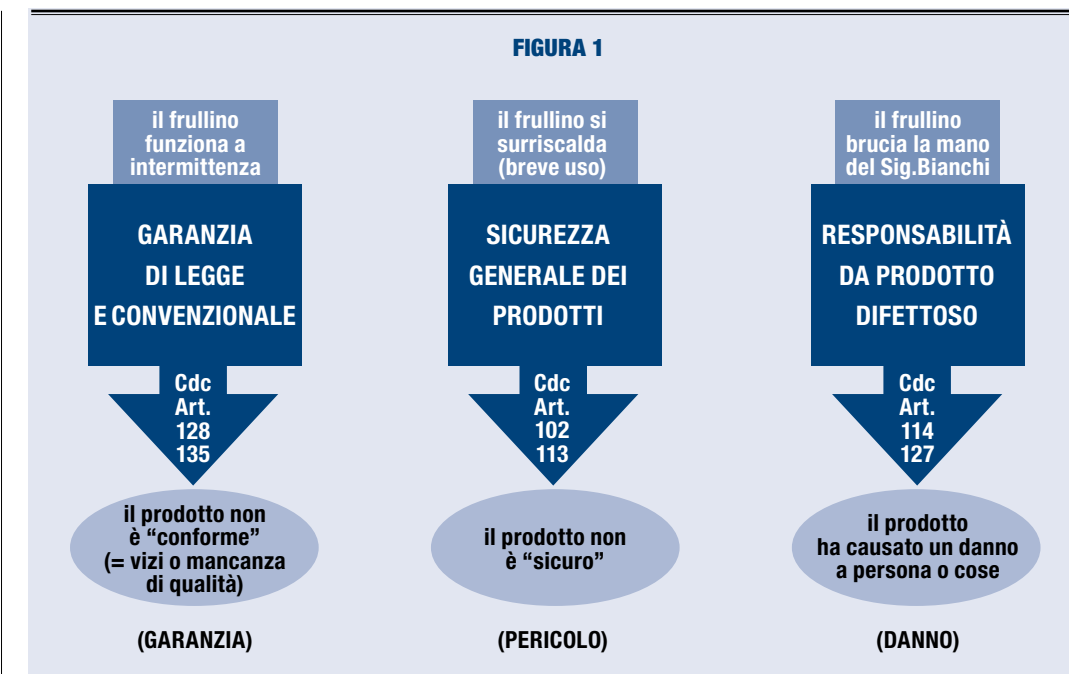 FIGURA 1
il frullino
funziona a
intermittenza
GARANZIA
DI LEGGE
E CONVENZIONALE
Cdc
Art.
128
135
il prodotto non
è “conforme”
(= vizi o mancanza
di qualità)
(GARANZIA)
il frullino si
surriscalda
(breve uso)
SICUREZZA
GENERALE DEI
PRODOTTI
Cdc
Art.
102
113
il prodotto non
è “sicuro”
(PERICOLO)
il frullino
brucia la mano
del Sig.Bianchi
RESPONSABILITÀ
DA PRODOTTO
DIFETTOSO
Cdc
Art.
114
127
il prodotto
ha causato un danno
a persona o cose
(DANNO)